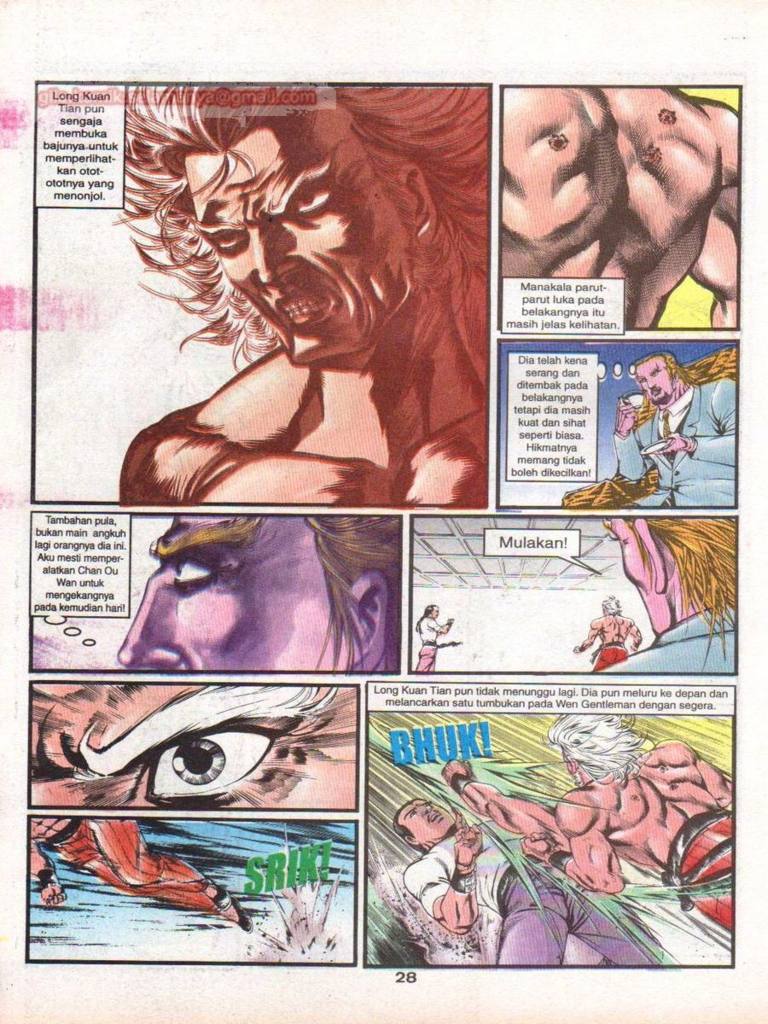 Long Kuan
Tian pun
sengaja
membuka
bajunya untuk
memperlihat-
kan otot-
ototnya yang
menonjol.
Manakala parut-
parut luka pada
belakangnya itu
masih jelas kelihatan.
Dia telah kena
serang dan
ditembak pada
belakangnya
tetapi dia masih
kuat dan sihat
seperti biasa.
Hikmatnya
memang tidak
boleh dikecilkan!
Tambahan pula,
bukan main angkuh
lagi orangnya dia ini.
Aku mesti memper-
alatkan Chan Ou
Wan untuk
mengekangnya
pada kemudian hari!
Mulakan!
Long Kuan Tian pun tidak menunggu lagi. Dia pun meluru ke depan dan
melancarkan satu tumbukan pada Wen Gentleman dengan segera.
BHUK!
SRIK!
28